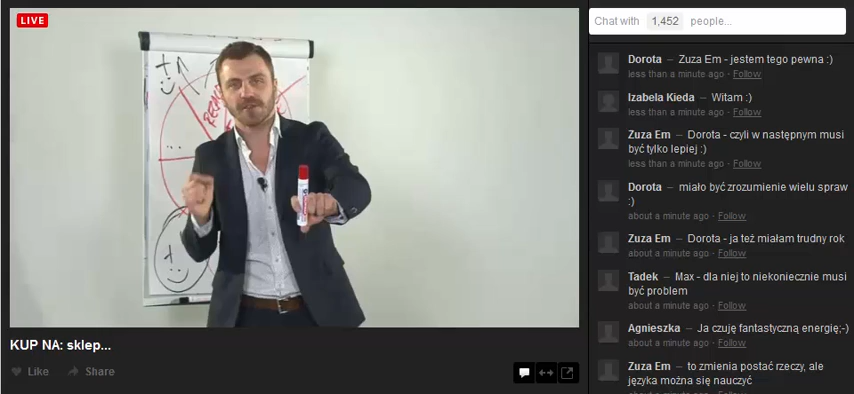 LIVE
KUP NA: sklep...
Like
Share
Chat with 1,452 people...
Dorota – Zuza Em - jestem tego pewna :)
less than a minute ago · Follow
Izabela Kieda – Witam :)
less than a minute ago · Follow
Zuza Em – Dorota - czyli w następnym musi
być tylko lepiej :)
less than a minute ago · Follow
Dorota – miało być zrozumienie wielu spraw
:)
about a minute ago · Follow
Zuza Em – Dorota - ja też miałam trudny rok
about a minute ago · Follow
Tadek – Max - dla niej to niekoniecznie musi
być problem
about a minute ago · Follow
Agnieszka – Ja czuję fantastyczną energię;-)
about a minute ago · Follow
Zuza Em – to zmienia postać rzeczy, ale
języka można się nauczyć